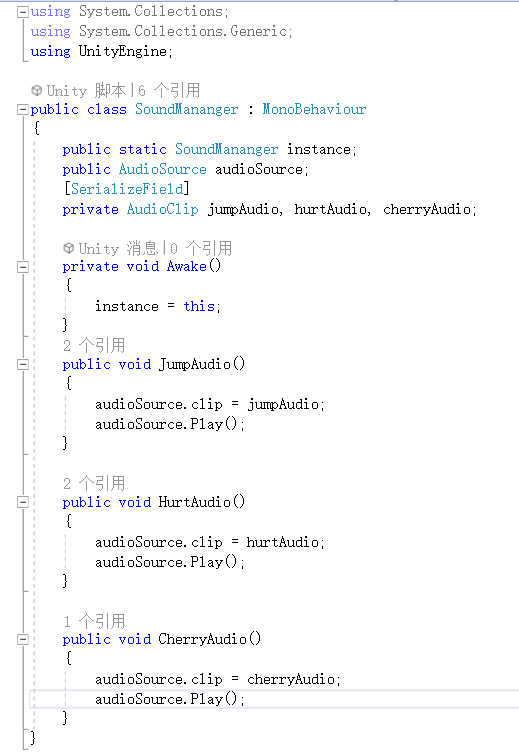 using System.Collections;
using System.Collections.Generic;
using UnityEngine;
Unity 脚本|6 个引用
public class SoundMananger : MonoBehaviour
{
public static SoundMananger instance;
public AudioSource audioSource;
[SerializeField]
private AudioClip jumpAudio, hurtAudio, cherryAudio;
Unity 消息|0 个引用
private void Awake()
{
instance = this;
}
2 个引用
public void JumpAudio()
{
audioSource.clip = jumpAudio;
audioSource.Play();
}
2 个引用
public void HurtAudio()
{
audioSource.clip = hurtAudio;
audioSource.Play();
}
1 个引用
public void CherryAudio()
{
audioSource.clip = cherryAudio;
audioSource.Play();
}
}